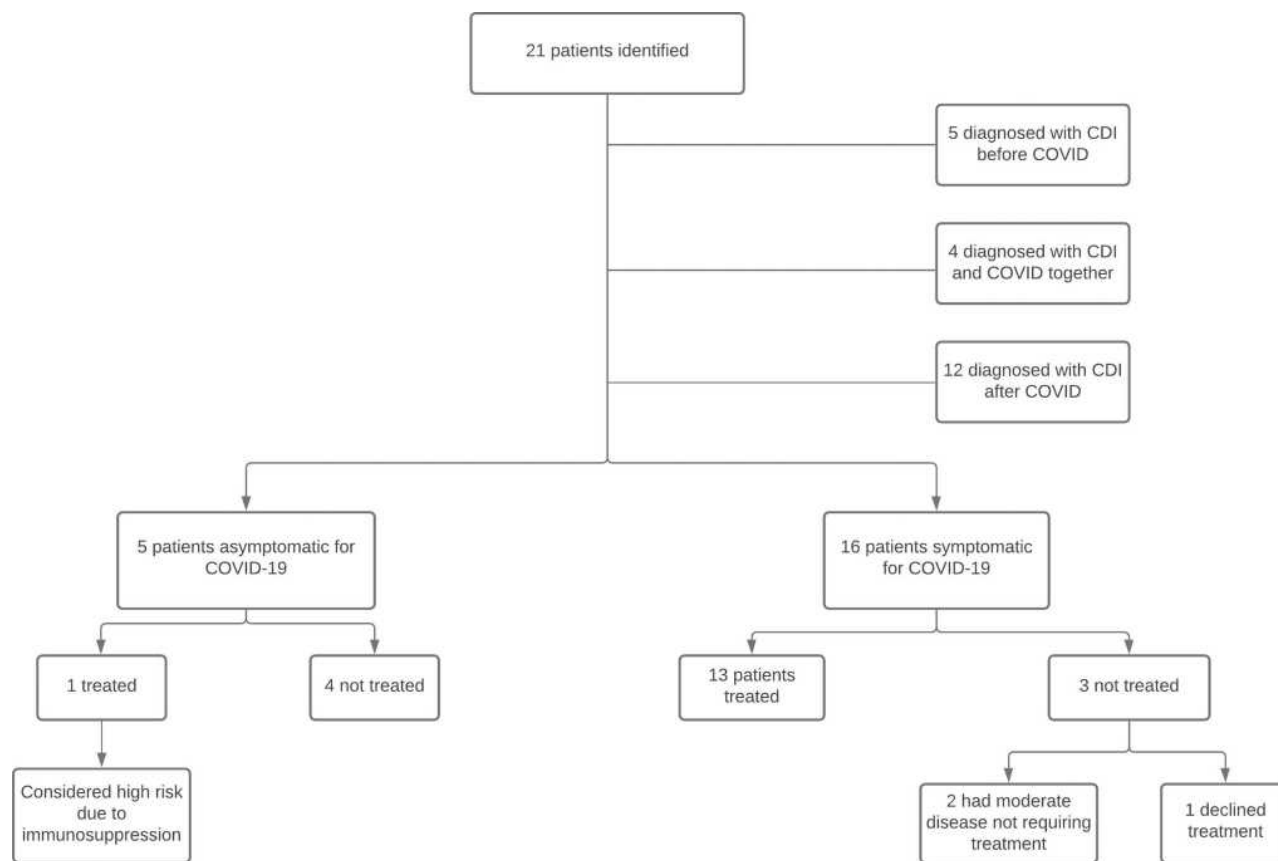 21 patients identified
5 diagnosed with CDI
before COVID
4 diagnosed with CDI
and COVID together
12 diagnosed with CDI
after COVID
5 patients asymptomatic for
COVID-19
16 patients symptomatic
for COVID-19
1 treated
4 not treated
13 patients
treated
3 not treated
Considered high risk
due to
immunosuppression
2 had moderate
disease not requiring
treatment
1 declined
treatment